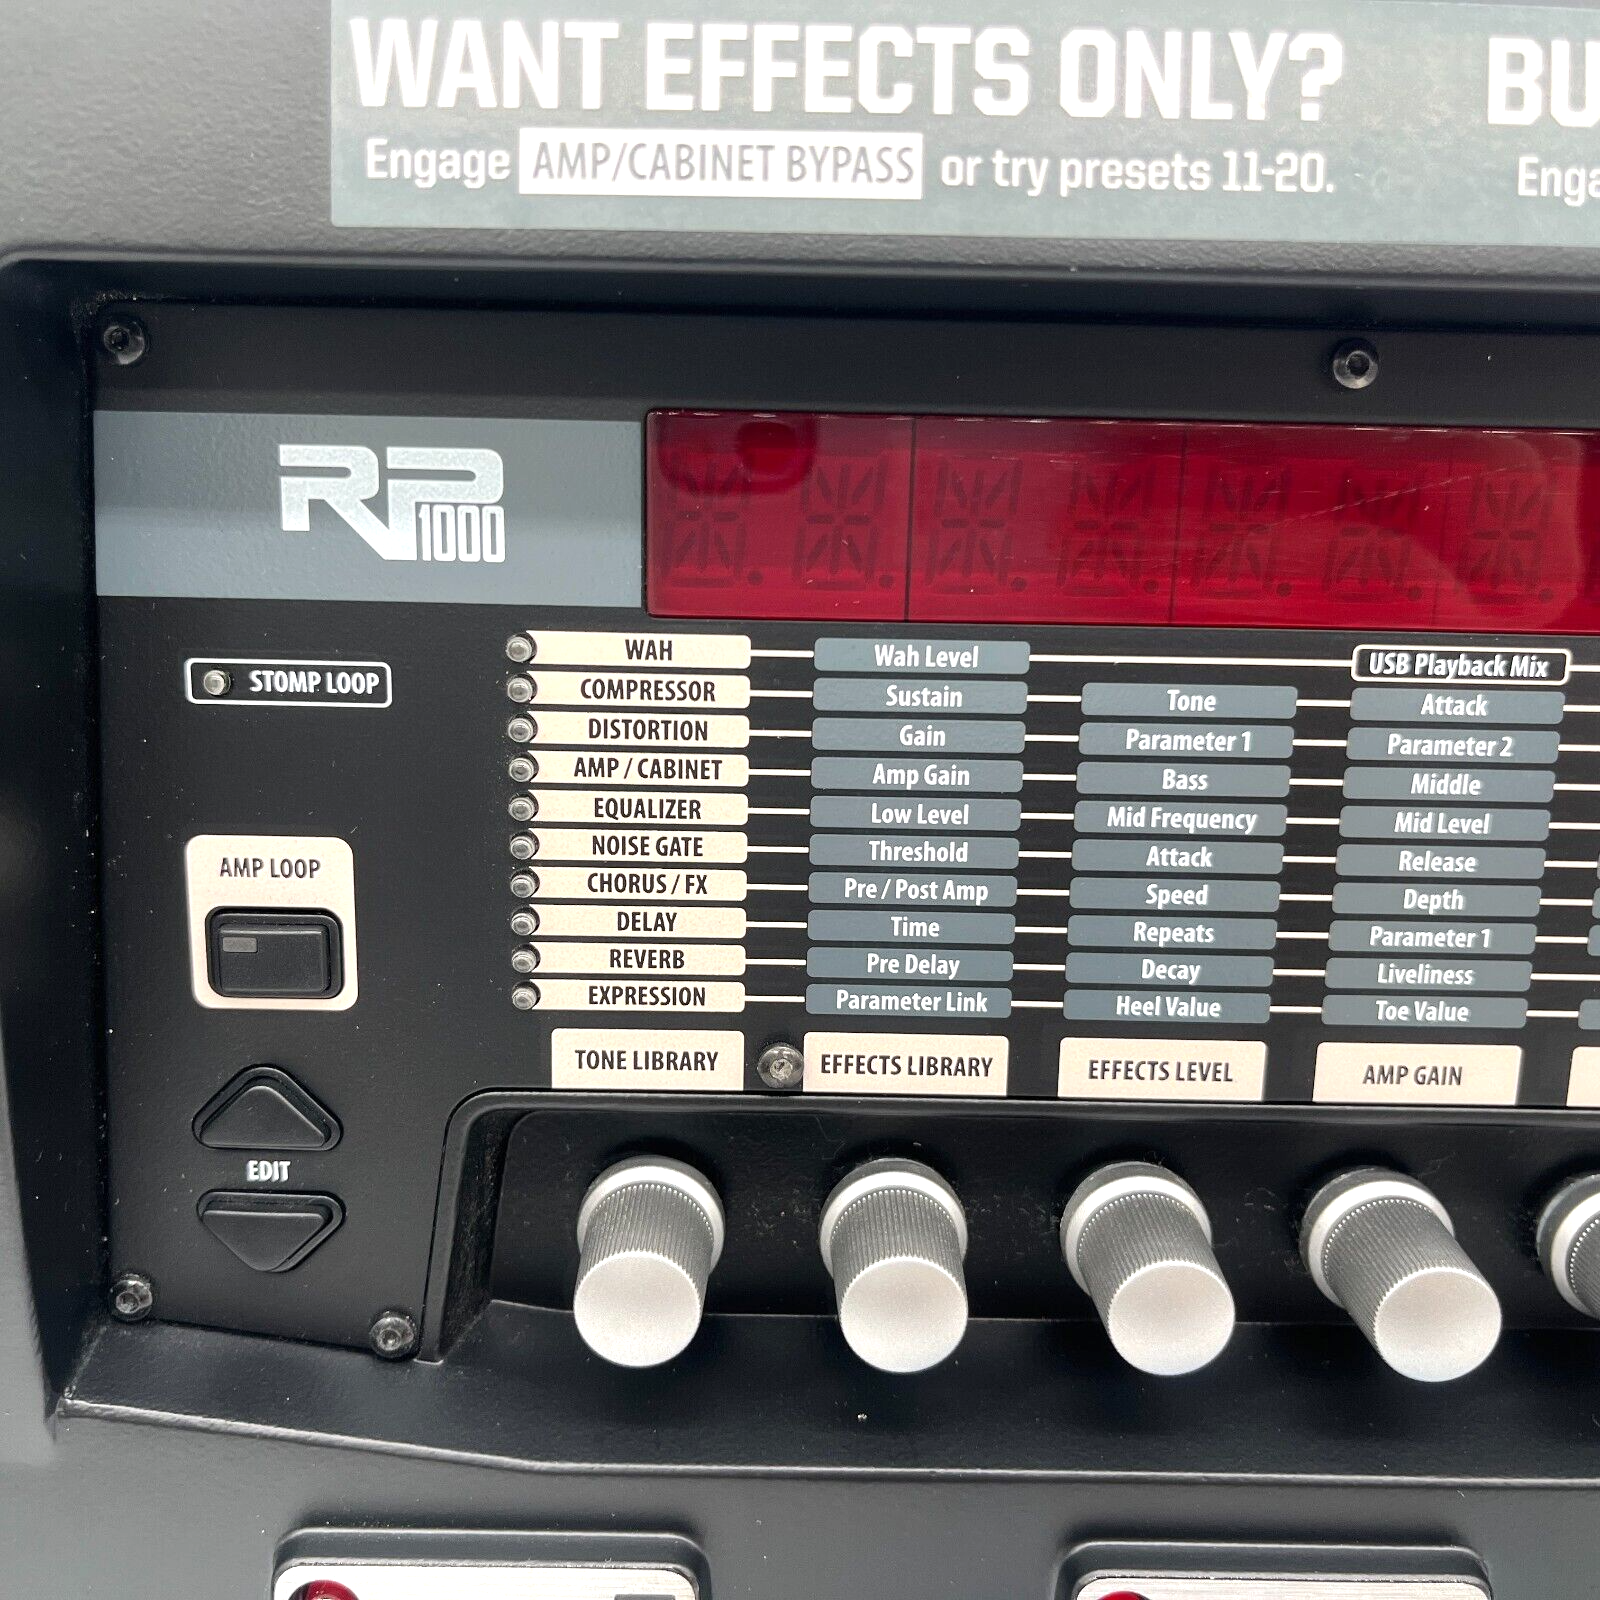 WANT EFFECTS ONLY?
Engage AMP/CABINET BYPASS or try presets 11-20.
BU
Enga
RP
1000
STOMP LOOP
WAH Wah Level USB Playback Mix
COMPRESSOR Sustain Tone Attack
DISTORTION Gain Parameter 1 Parameter 2
AMP / CABINET Amp Gain Bass Middle
EQUALIZER Low Level Mid Frequency Mid Level
NOISE GATE Threshold Attack Release
CHORUS / FX Pre / Post Amp Speed Depth
DELAY Time Repeats Parameter 1
REVERB Pre Delay Decay Liveliness
EXPRESSION Parameter Link Heel Value Toe Value
AMP LOOP
TONE LIBRARY EFFECTS LIBRARY EFFECTS LEVEL AMP GAIN
EDIT